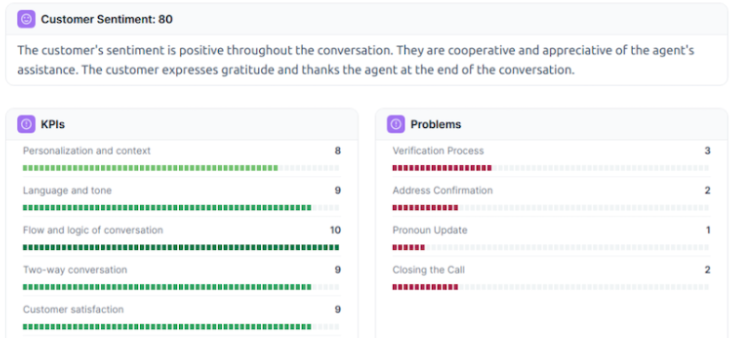 Customer Sentiment: 80
The customer's sentiment is positive throughout the conversation. They are cooperative and appreciative of the agent's
assistance. The customer expresses gratitude and thanks the agent at the end of the conversation.
KPIs
Personalization and context 8
Language and tone 9
Flow and logic of conversation 10
Two-way conversation 9
Customer satisfaction 9
Problems
Verification Process 3
Address Confirmation 2
Pronoun Update 1
Closing the Call 2